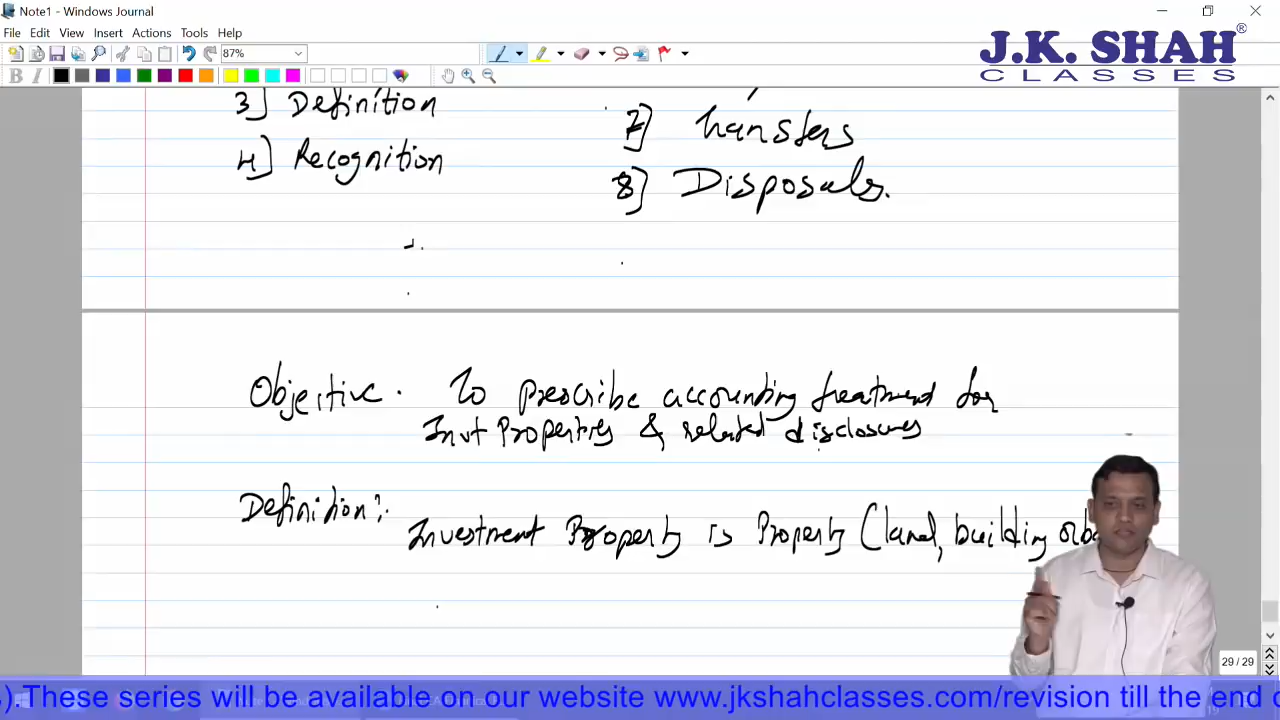 Note1 - Windows Journal
File Edit View Insert Actions Tools Help
87%
B I
J.K. SHAH®
CLASSES
3] Definition
4] Recognition
7] Transfers
8] Disposals.
Objective. To prescribe accounting treatment for
Invt Properties & related disclosures
Definition:
Investment Property is Property (land, building or
29 / 29
). These series will be available on our website www.jkshahclasses.com/revision till the end